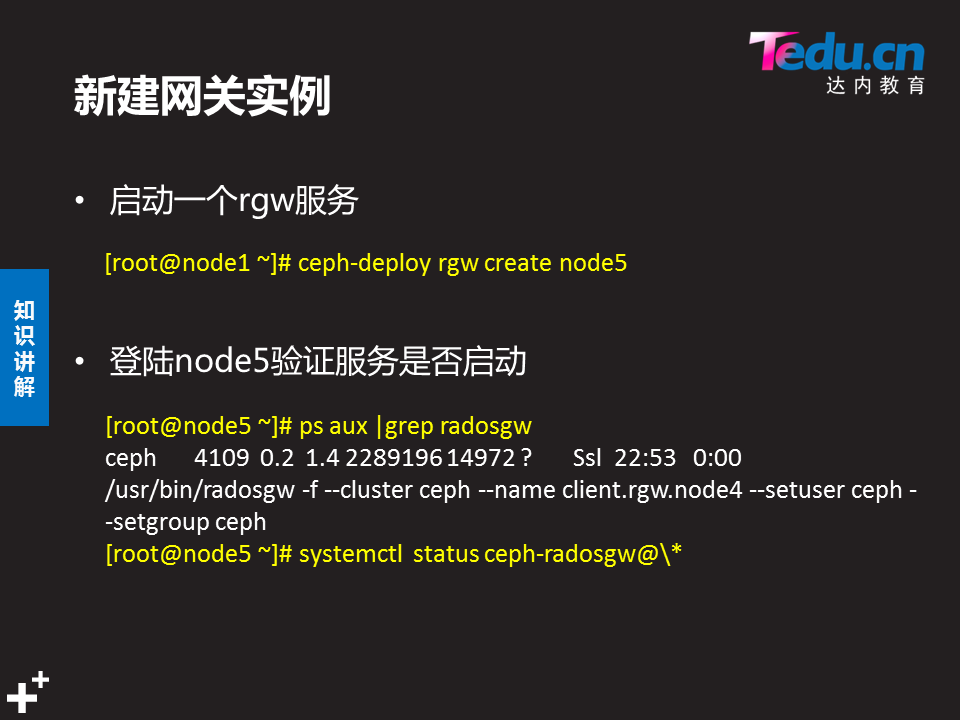 Tedu.cn
达内教育
新建网关实例
• 启动一个rgw服务
[root@node1 ~]# ceph-deploy rgw create node5
知识讲解
• 登陆node5验证服务是否启动
[root@node5 ~]# ps aux |grep radosgw
ceph 4109 0.2 1.4 2289196 14972 ? Ssl 22:53 0:00
/usr/bin/radosgw -f --cluster ceph --name client.rgw.node4 --setuser ceph -
-setgroup ceph
[root@node5 ~]# systemctl status ceph-radosgw@\*